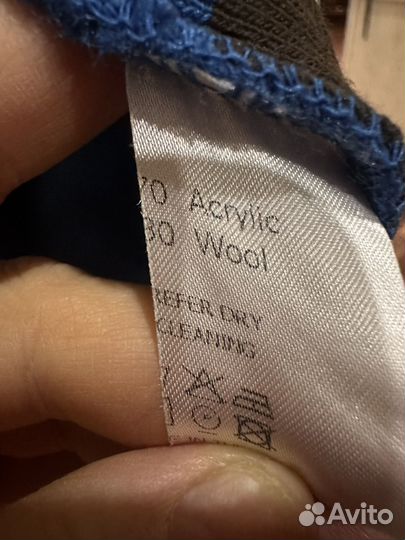 70 Acrylic
30 Wool
REFER DRY
CLEANING
Avito